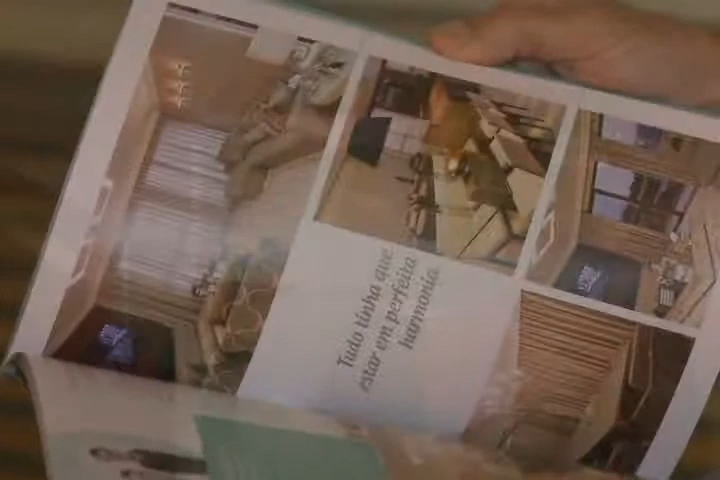 Tudo tinha que
estar em perfeita
harmonia.